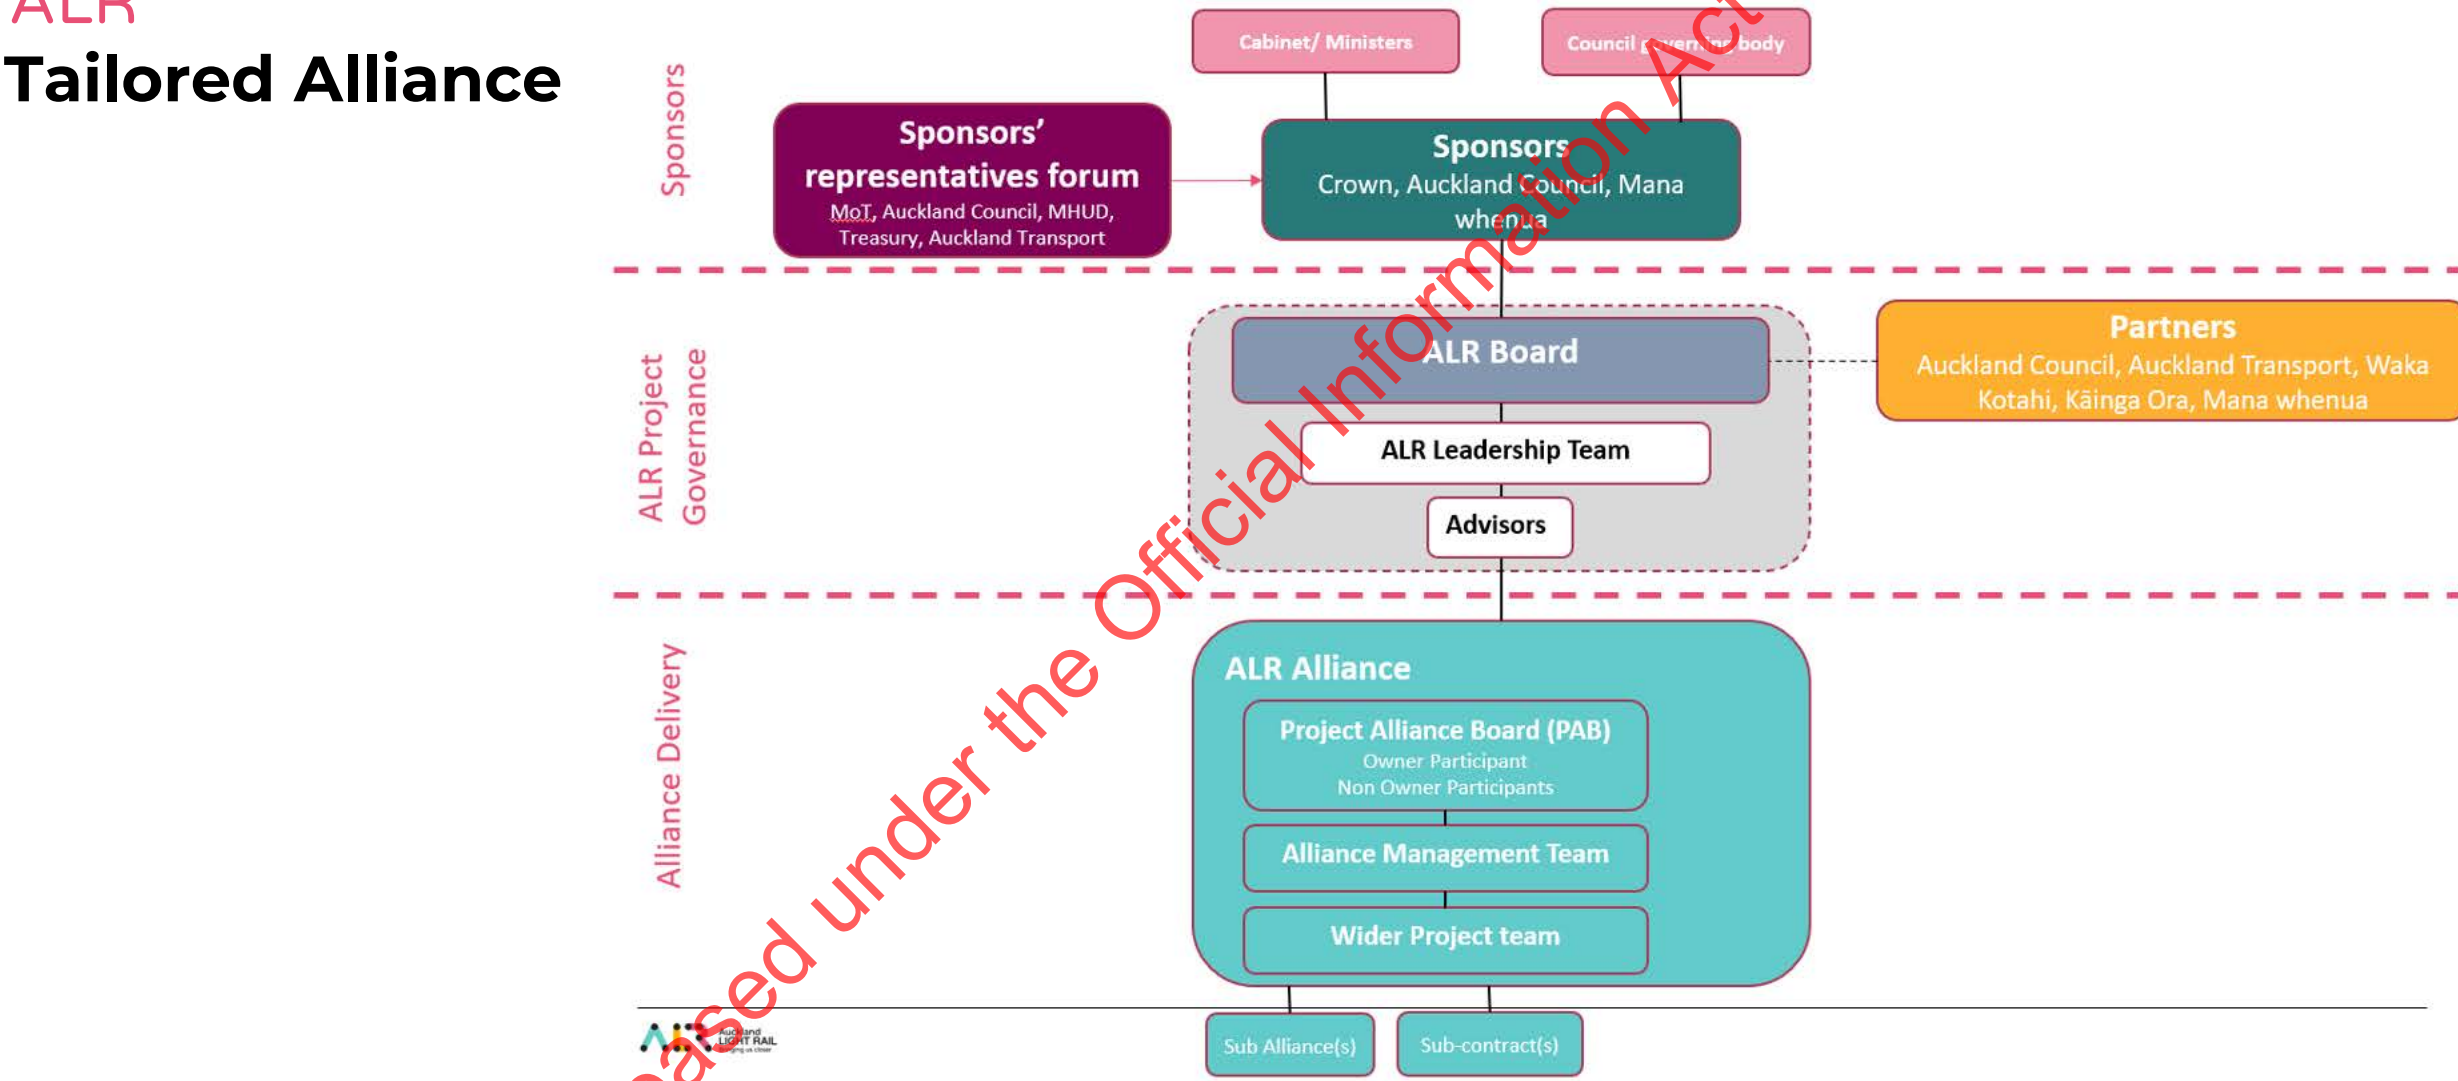 ALR
Tailored Alliance
Sponsors
Cabinet/ Ministers
Council governing body
Sponsors'
representatives forum
MoT, Auckland Council, MHUD,
Treasury, Auckland Transport
Sponsors
Crown, Auckland Council, Mana
whenua
ALR Project
Governance
ALR Board
ALR Leadership Team
Advisors
Partners
Auckland Council, Auckland Transport, Waka
Kotahi, Kāinga Ora, Mana whenua
Alliance Delivery
ALR Alliance
Project Alliance Board (PAB)
Owner Participant
Non Owner Participants
Alliance Management Team
Wider Project team
Sub Alliance(s)
Sub-contract(s)
ALR
Auckland
LIGHT RAIL
Bringing us closer
under the Official Information Act